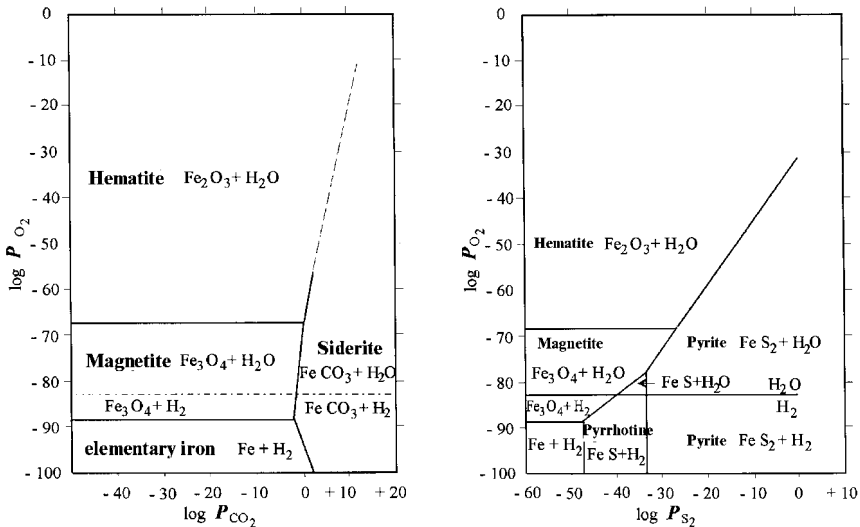 0
- 10
- 20
- 30
- 40
- 50
- 60
- 70
- 80
- 90
- 100
log P O2
Hematite Fe2O3 + H2O
Magnetite Fe3O4 + H2O
Siderite
Fe CO3 + H2O
Fe3O4 + H2
Fe CO3 + H2
elementary iron Fe + H2
- 40 - 30 - 20 - 10 0 + 10 + 20
log P CO2
0
- 10
- 20
- 30
- 40
- 50
- 60
- 70
- 80
- 90
- 100
log P O2
Hematite Fe2O3 + H2O
Magnetite
Pyrite Fe S2 + H2O
Fe3O4 + H2O
Fe S+H2O
H2O
Fe3O4 + H2
H2
Pyrrhotine
Fe + H2
Fe S+H2
Pyrite Fe S2 + H2
- 60 - 50 - 40 - 30 - 20 - 10 0 + 10
log P S2